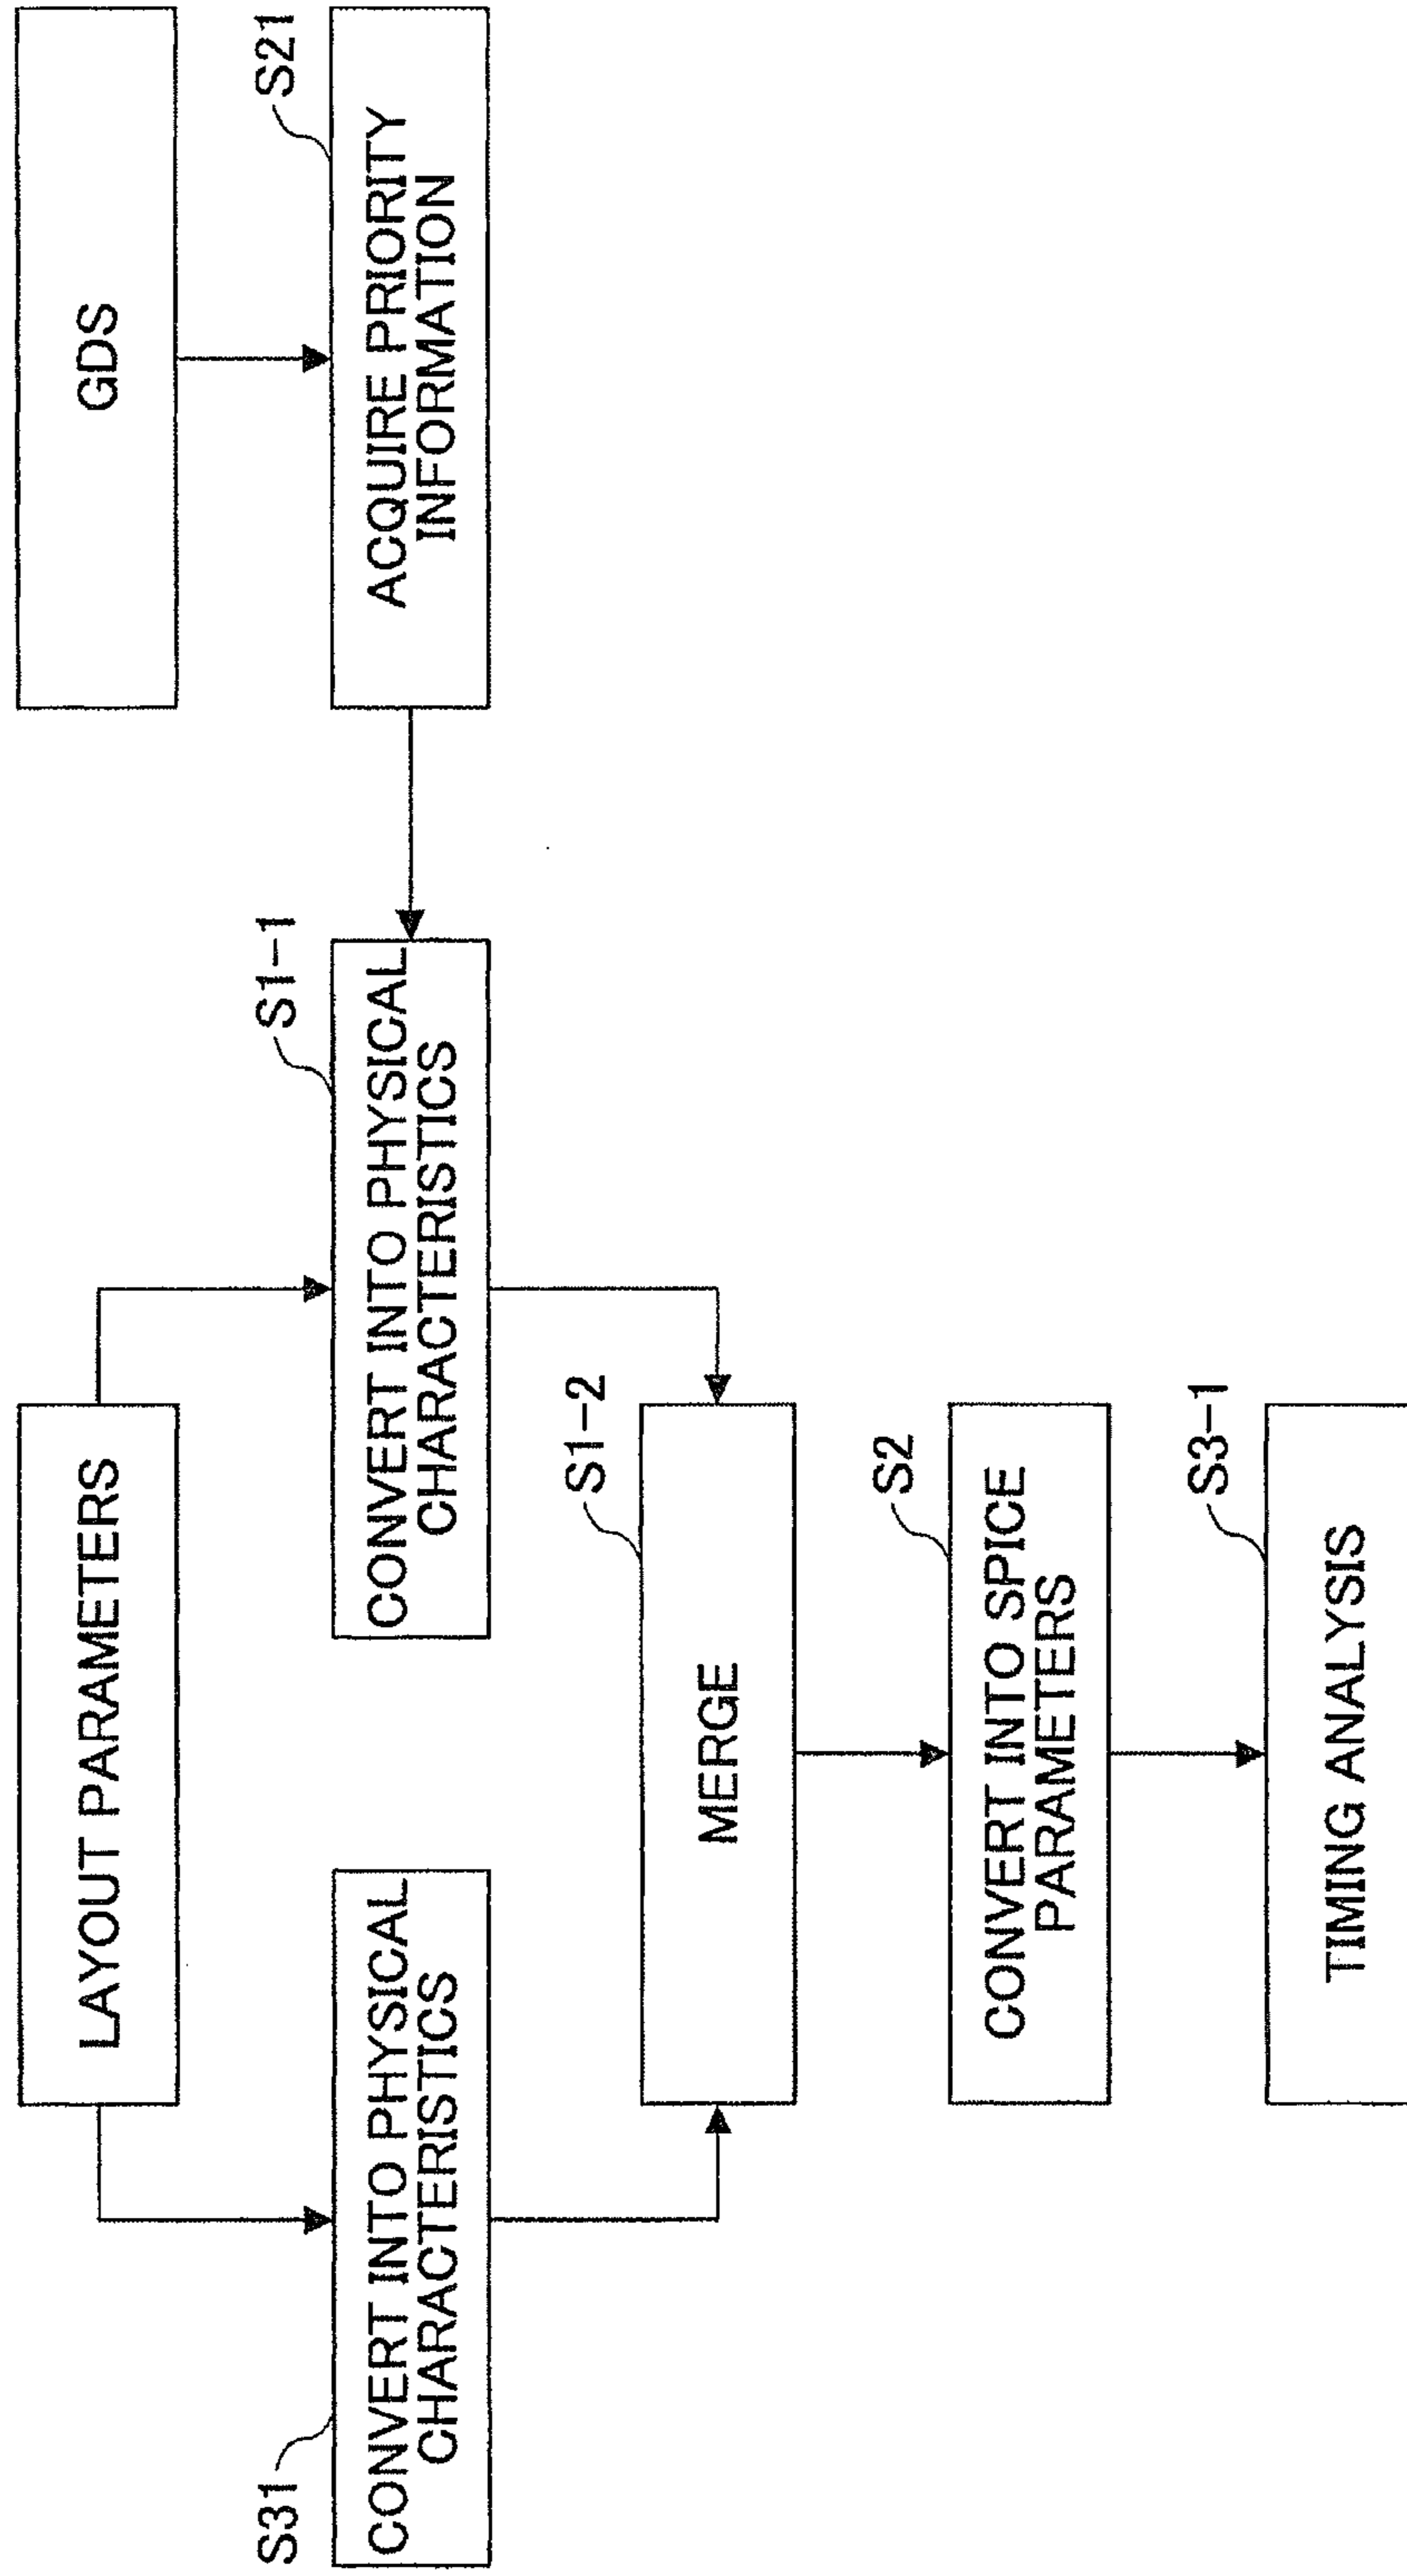 LAYOUT PARAMETERS
GDS
S31
CONVERT INTO PHYSICAL
CHARACTERISTICS
S1-1
CONVERT INTO PHYSICAL
CHARACTERISTICS
S21
ACQUIRE PRIORITY
INFORMATION
S1-2
MERGE
S2
CONVERT INTO SPICE
PARAMETERS
S3-1
TIMING ANALYSIS